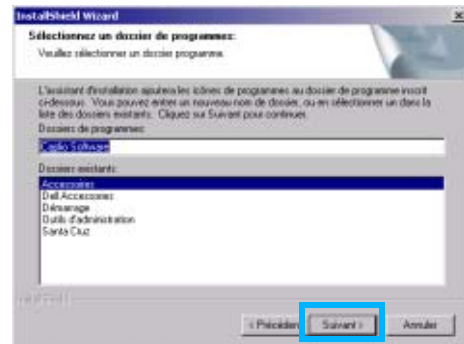 InstallShield Wizard
Sélectionnez un dossier de programmes:
Veuillez sélectionner un dossier programme.
L'assistant d'installation ajoutera les icônes de programmes au dossier de programme inscrit
ci-dessous. Vous pouvez entrer un nouveau nom de dossier, ou en sélectionner un dans la
liste des dossiers existants. Cliquez sur Suivant pour continuer.
Dossiers de programmes:
Caplio Software
Dossiers existants:
Accessoires
Dell Accessories
Démarrage
Outils d'administration
Santa Cruz
InstallShield
< Précédent
Suivant >
Annuler